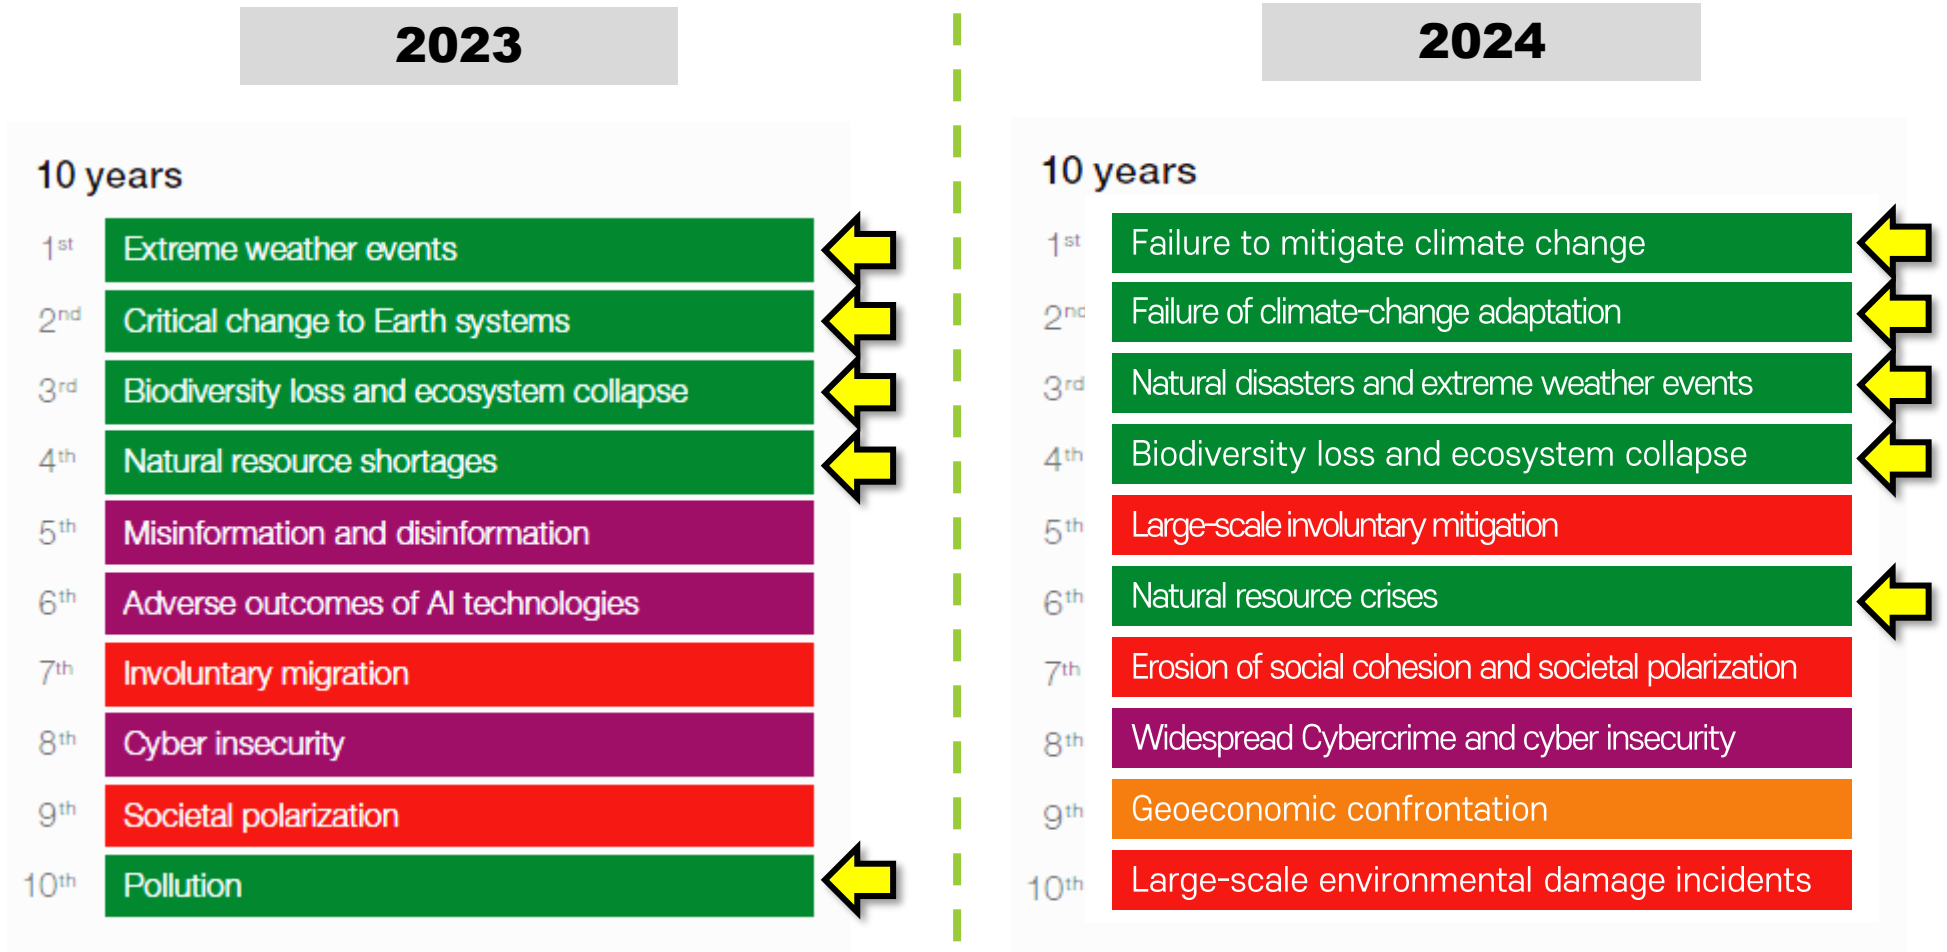 2023
10 years
1st Extreme weather events
2nd Critical change to Earth systems
3rd Biodiversity loss and ecosystem collapse
4th Natural resource shortages
5th Misinformation and disinformation
6th Adverse outcomes of AI technologies
7th Involuntary migration
8th Cyber insecurity
9th Societal polarization
10th Pollution
2024
10 years
1st Failure to mitigate climate change
2nd Failure of climate-change adaptation
3rd Natural disasters and extreme weather events
4th Biodiversity loss and ecosystem collapse
5th Large-scale involuntary mitigation
6th Natural resource crises
7th Erosion of social cohesion and societal polarization
8th Widespread Cybercrime and cyber insecurity
9th Geoeconomic confrontation
10th Large-scale environmental damage incidents